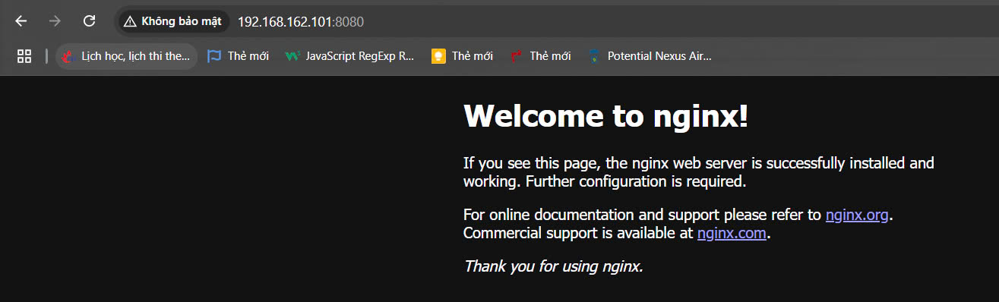 Không bảo mật 192.168.162.101:8080
Lịch học, lịch thi the... Thẻ mới JavaScript RegExp R... Thẻ mới Thẻ mới Potential Nexus Air...
Welcome to nginx!
If you see this page, the nginx web server is successfully installed and
working. Further configuration is required.
For online documentation and support please refer to nginx.org.
Commercial support is available at nginx.com.
Thank you for using nginx.